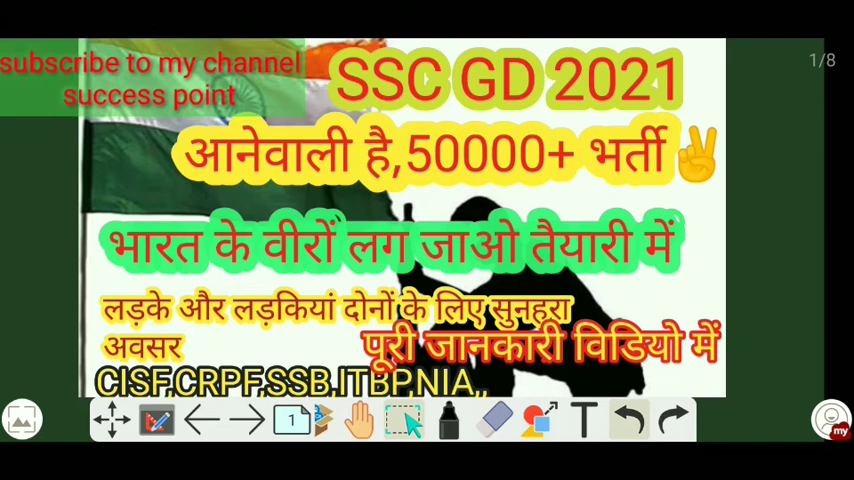 subscribe to my channel
success point
SSC GD 2021
1/8
आनेवाली है,50000+ भर्ती✌
भारत के वीरों लग जाओ तैयारी में
लड़के और लड़कियां दोनों के लिए सुनहरा
अवसर
पूरी जानकारी विडियो में
CISF,CRPF,SSB,ITBP,NIA,,
1
T
my